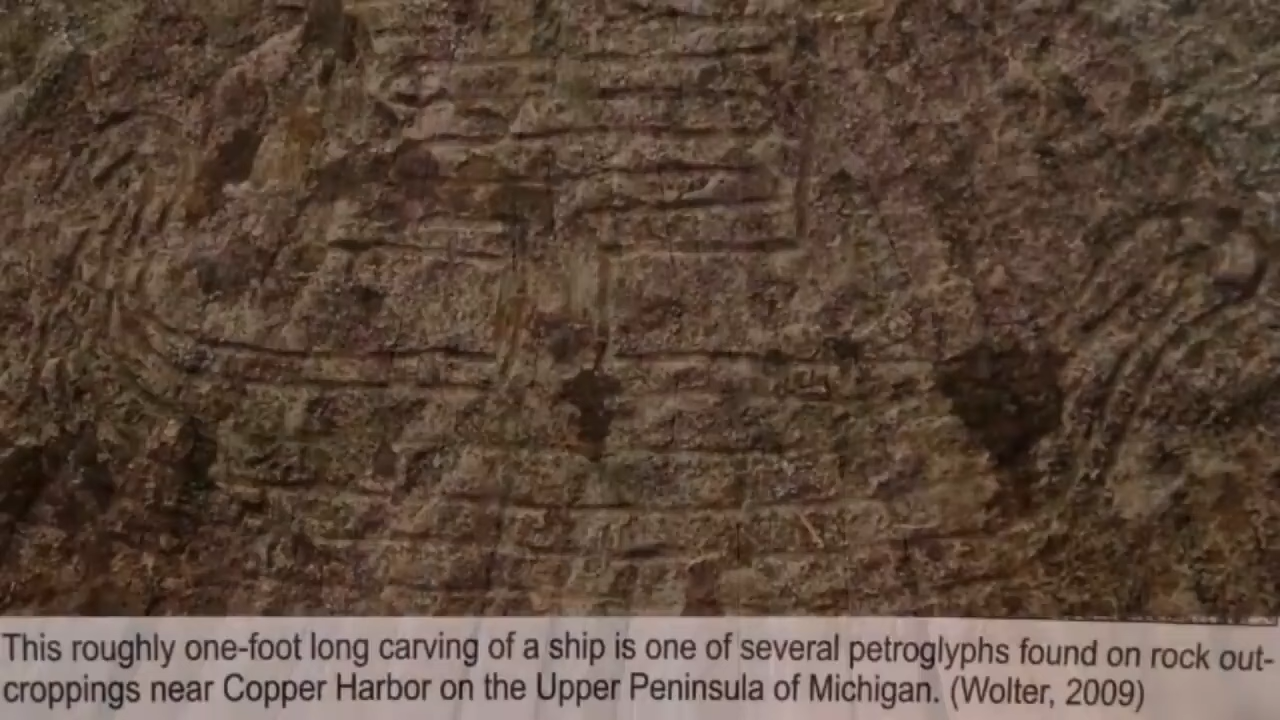 This roughly one-foot long carving of a ship is one of several petroglyphs found on rock out-
croppings near Copper Harbor on the Upper Peninsula of Michigan. (Wolter, 2009)